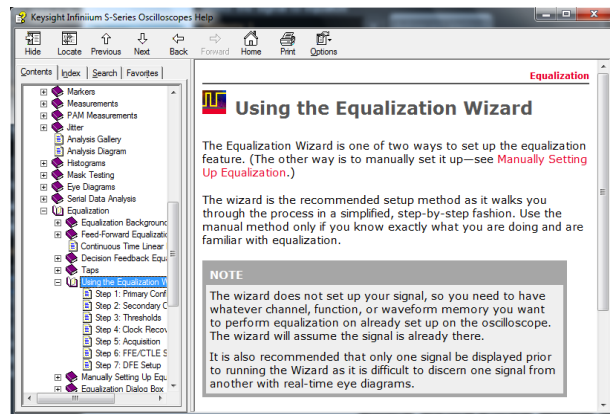 Keysight Infiniium S-Series Oscilloscopes Help
Hide Locate Previous Next Back Forward Home Print Options
Contents Index Search Favorites
Markers
Measurements
PAM Measurements
Jitter
Analysis Gallery
Analysis Diagram
Histograms
Mask Testing
Eye Diagrams
Serial Data Analysis
Equalization
Equalization Background
Feed-Forward Equalizatic
Continuous Time Linear
Decision Feedback Equa
Taps
Using the Equalization W
Step 1: Primary Conf
Step 2: Secondary C
Step 3: Thresholds
Step 4: Clock Recov
Step 5: Acquisition
Step 6: FFE/CTLE S
Step 7: DFE Setup
Manually Setting Up Equ
Equalization Dialog Box
Equalization
Using the Equalization Wizard
The Equalization Wizard is one of two ways to set up the equalization
feature. (The other way is to manually set it up—see Manually Setting
Up Equalization.)
The wizard is the recommended setup method as it walks you
through the process in a simplified, step-by-step fashion. Use the
manual method only if you know exactly what you are doing and are
familiar with equalization.
NOTE
The wizard does not set up your signal, so you need to have
whatever channel, function, or waveform memory you want
to perform equalization on already set up on the oscilloscope.
The wizard will assume the signal is already there.
It is also recommended that only one signal be displayed prior
to running the Wizard as it is difficult to discern one signal from
another with real-time eye diagrams.